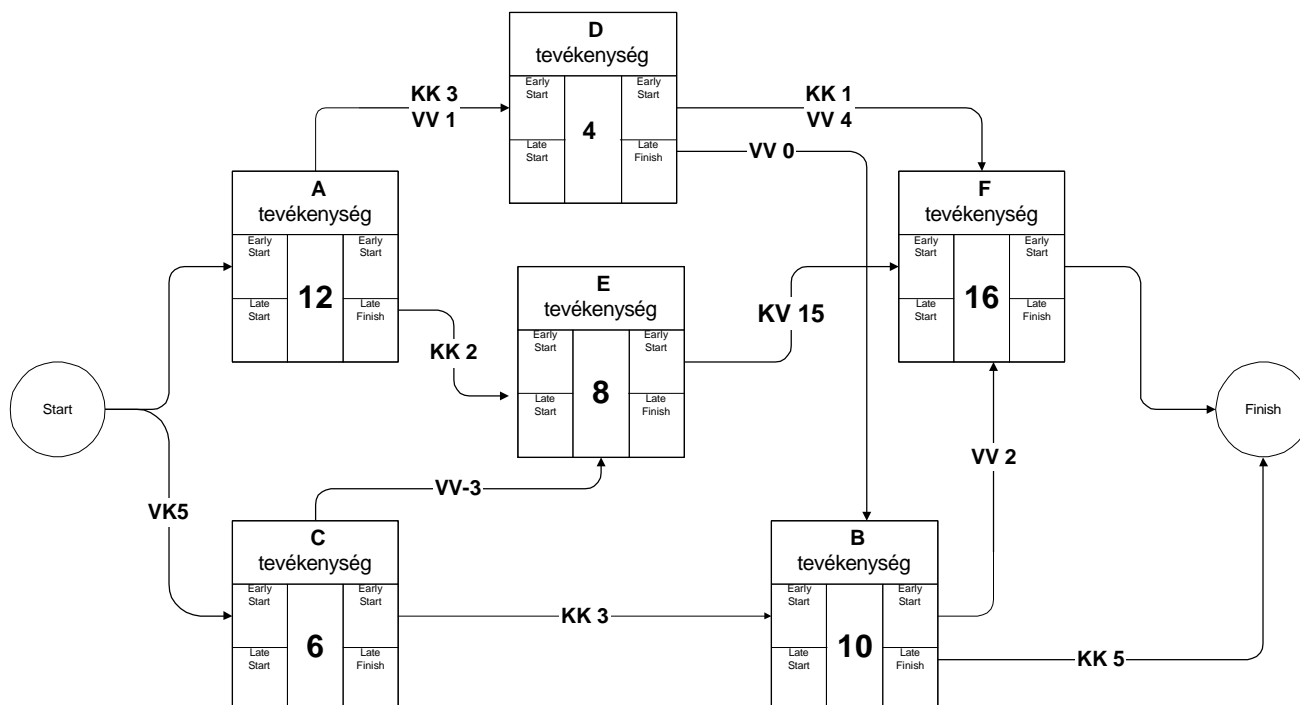 D
tevékenység
Early
Start
4
Early
Start
Late
Start
Late
Finish
KK 3
VV 1
KK 1
VV 4
VV 0
A
tevékenység
Early
Start
12
Early
Start
Late
Start
Late
Finish
F
tevékenység
Early
Start
16
Early
Start
Late
Start
Late
Finish
E
tevékenység
Early
Start
8
Early
Start
Late
Start
Late
Finish
KV 15
KK 2
Start
Finish
VV-3
VV 2
VK5
C
tevékenység
Early
Start
6
Early
Start
Late
Start
Late
Finish
KK 3
B
tevékenység
Early
Start
10
Early
Start
Late
Start
Late
Finish
KK 5